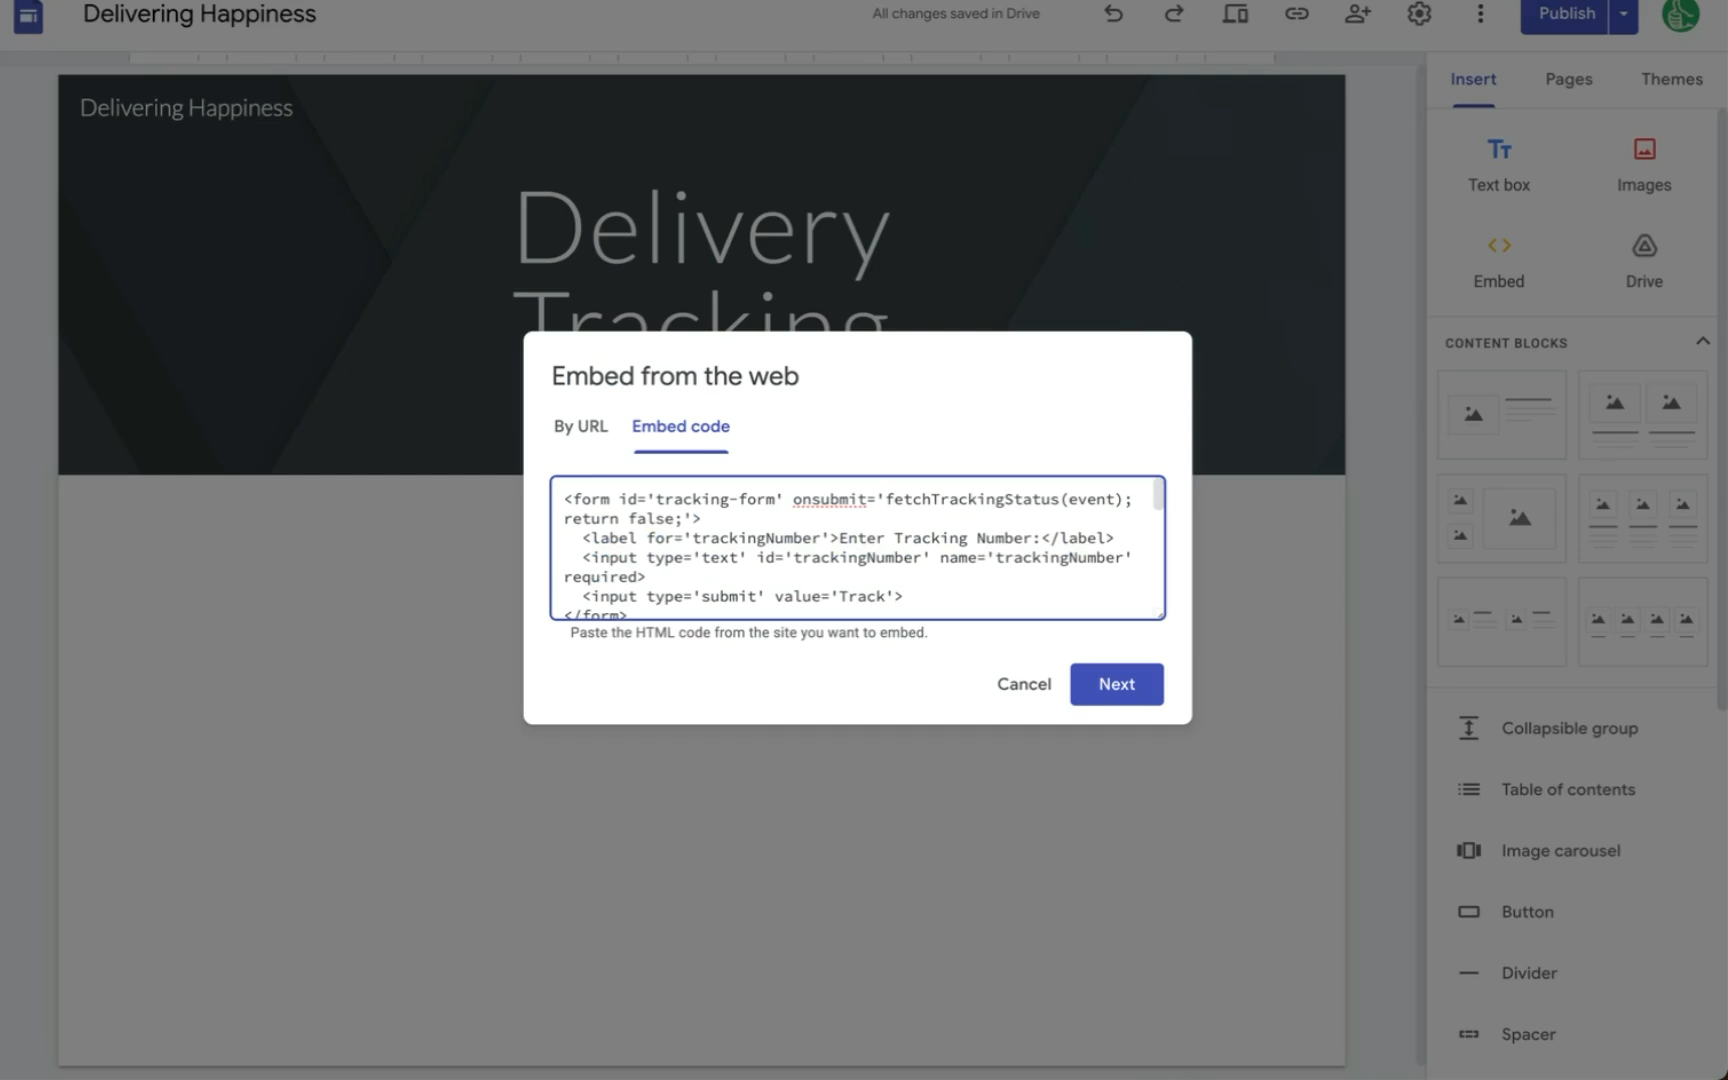 Delivering Happiness
All changes saved in Drive
Publish
Insert
Pages
Themes
Delivering Happiness
Delivery
Tracking
Text box
Images
Embed
Drive
CONTENT BLOCKS
Embed from the web
By URL
Embed code
<form id='tracking-form' onsubmit='fetchTrackingStatus(event);
return false;'>
<label for='trackingNumber'>Enter Tracking Number:</label>
<input type='text' id='trackingNumber' name='trackingNumber'
required>
<input type='submit' value='Track'>
</form>
Paste the HTML code from the site you want to embed.
Cancel
Next
Collapsible group
Table of contents
Image carousel
Button
Divider
Spacer